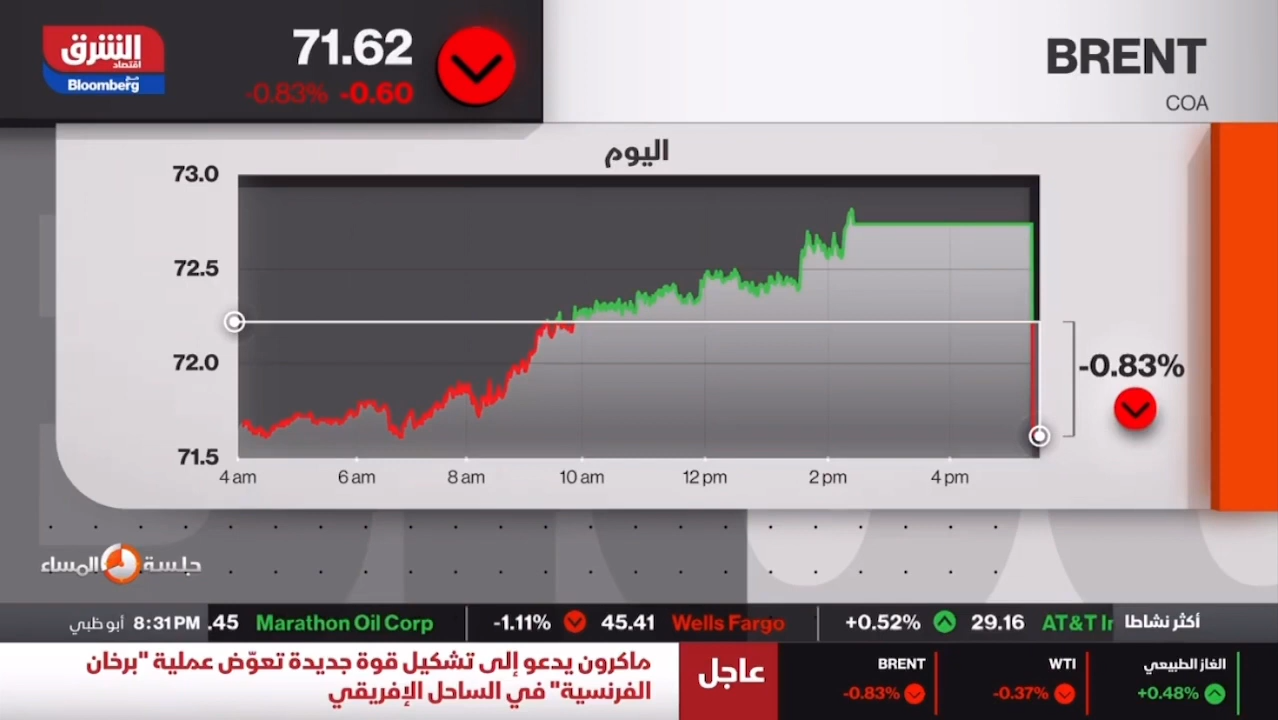 الشرق
اقتصاد
مع
Bloomberg
71.62
-0.83% -0.60
BRENT
COA
اليوم
73.0
72.5
72.0
71.5
4 am 6 am 8 am 10 am 12 pm 2 pm 4 pm
-0.83%
جلسة المساء
أبو ظبي 8:31 PM .45 Marathon Oil Corp -1.11% 45.41 Wells Fargo +0.52% 29.16 AT&T In أكثر نشاطا
ماكرون يدعو إلى تشكيل قوة جديدة تعوّض عملية "برخان
الفرنسية" في الساحل الإفريقي
عاجل
BRENT WTI الغاز الطبيعي
-0.83% -0.37% +0.48%